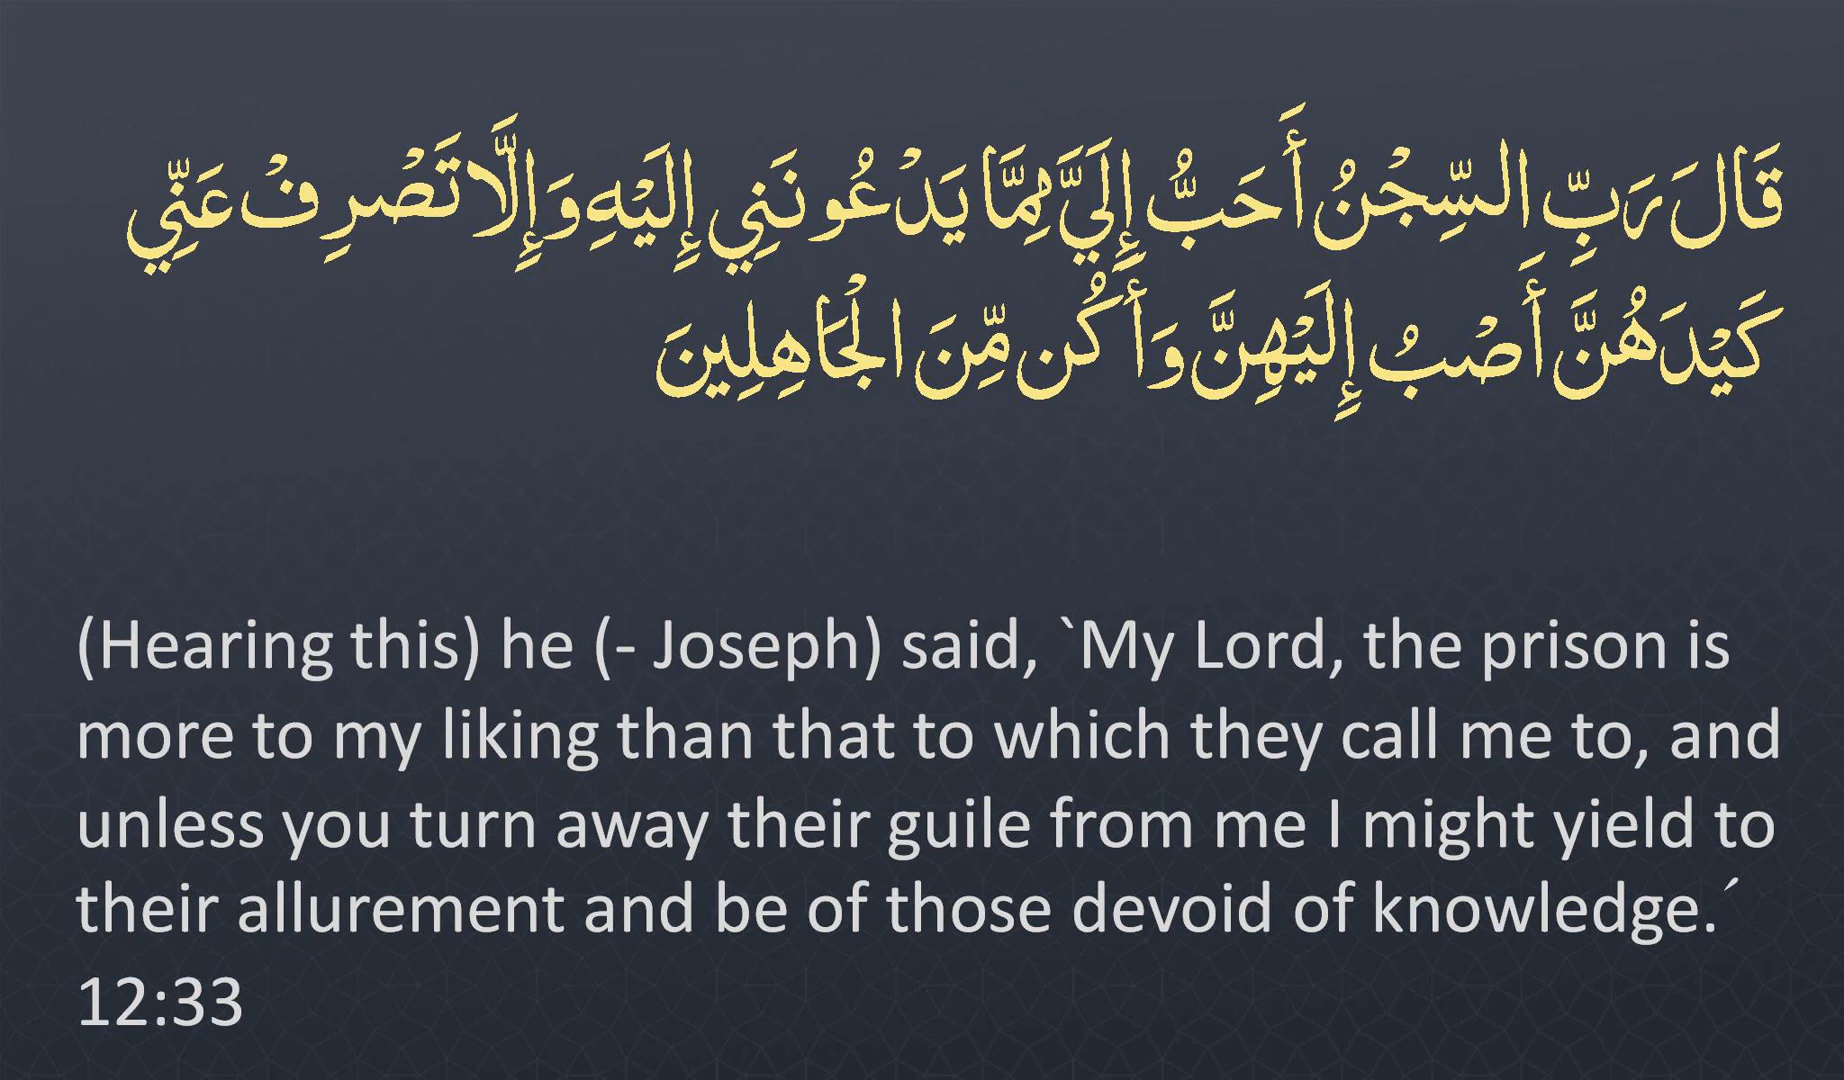 قَالَ رَبِّ السِّجْنُ أَحَبُّ إِلَيَّ مِمَّا يَدْعُونَنِي إِلَيْهِ وَإِلَّا تَصْرِفْ عَنِّي
كَيْدَهُنَّ أَصْبُ إِلَيْهِنَّ وَأَكُن مِّنَ الْجَاهِلِينَ
(Hearing this) he (- Joseph) said, `My Lord, the prison is
more to my liking than that to which they call me to, and
unless you turn away their guile from me I might yield to
their allurement and be of those devoid of knowledge.´
12:33